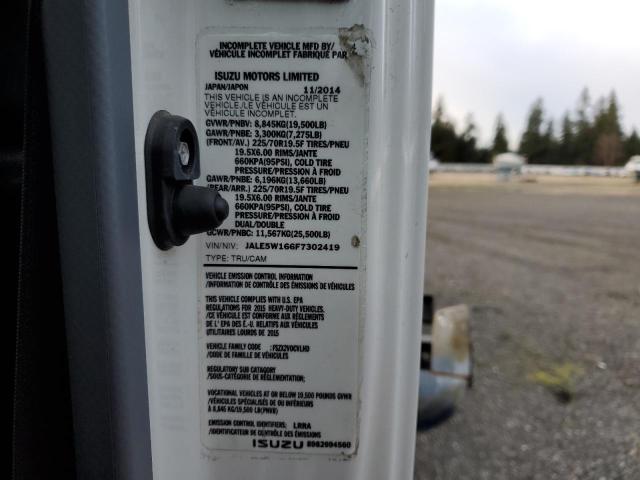 INCOMPLETE VEHICLE MFD BY/
VÉHICULE INCOMPLET FABRIQUÉ PAR
ISUZU MOTORS LIMITED
JAPAN/JAPON 11/2014
THIS VEHICLE IS AN INCOMPLETE
VEHICLE./LE VÉHICULE EST UN
VÉHICULE INCOMPLET.
GVWR/PNBV: 8,845KG(19,500LB)
GAWR/PNBE: 3,300KG(7,275LB)
(FRONT/AV.) 225/70R19.5F TIRES/PNEU
19.5X6.00 RIMS/JANTE
660KPA(95PSI), COLD TIRE
PRESSURE/PRESSION À FROID
GAWR/PNBE: 6,196KG(13,660LB)
(REAR/ARR.) 225/70R19.5F TIRES/PNEU
19.5X6.00 RIMS/JANTE
660KPA(95PSI), COLD TIRE
PRESSURE/PRESSION À FROID
DUAL/DOUBLE
GCWR/PNBC: 11,567KG(25,500LB)
VIN/NIV: JALE5W166F7302419
TYPE: TRU/CAM
VEHICLE EMISSION CONTROL INFORMATION
/INFORMATION DE CONTRÔLE DES ÉMISSIONS DE VÉHICULES
THIS VEHICLE COMPLIES WITH U.S. EPA
REGULATIONS FOR 2015 HEAVY-DUTY VEHICLES.
/CE VÉHICULE EST CONFORME AUX RÈGLEMENTS
DE L' EPA DES É.-U. RELATIFS AUX VÉHICULES
UTILITAIRES LOURDS DE 2015
VEHICLE FAMILY CODE : FSZX2VOCVLHD
/CODE DE FAMILLE DE VÉHICULES
REGULATORY SUB CATAGORY
/SOUS-CATÉGORIE DE RÉGLEMENTATION;
VOCATIONAL VEHICLES AT OR BELOW 19,500 POUNDS GVWR
/VÉHICULES SPÉCIALISÉS DE OU INFÉRIEURS
À 8,845 KG/19,500 LB(PNBV)
EMISSION CONTROL IDENTIFIERS: LRRA
/IDENTIFICATEUR DE CONTRÔLE DES ÉMISSIONS
ISUZU 8982094560